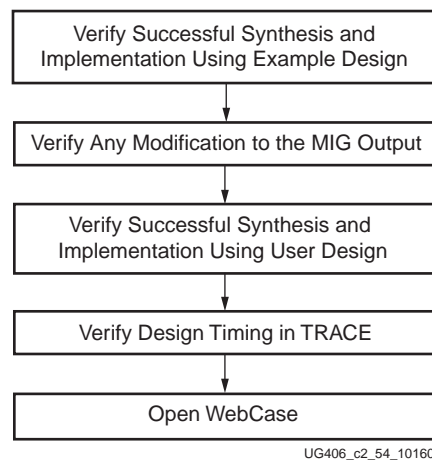 Verify Successful Synthesis and
Implementation Using Example Design
Verify Any Modification to the MIG Output
Verify Successful Synthesis and
Implementation Using User Design
Verify Design Timing in TRACE
Open WebCase
UG406_c2_54_10160